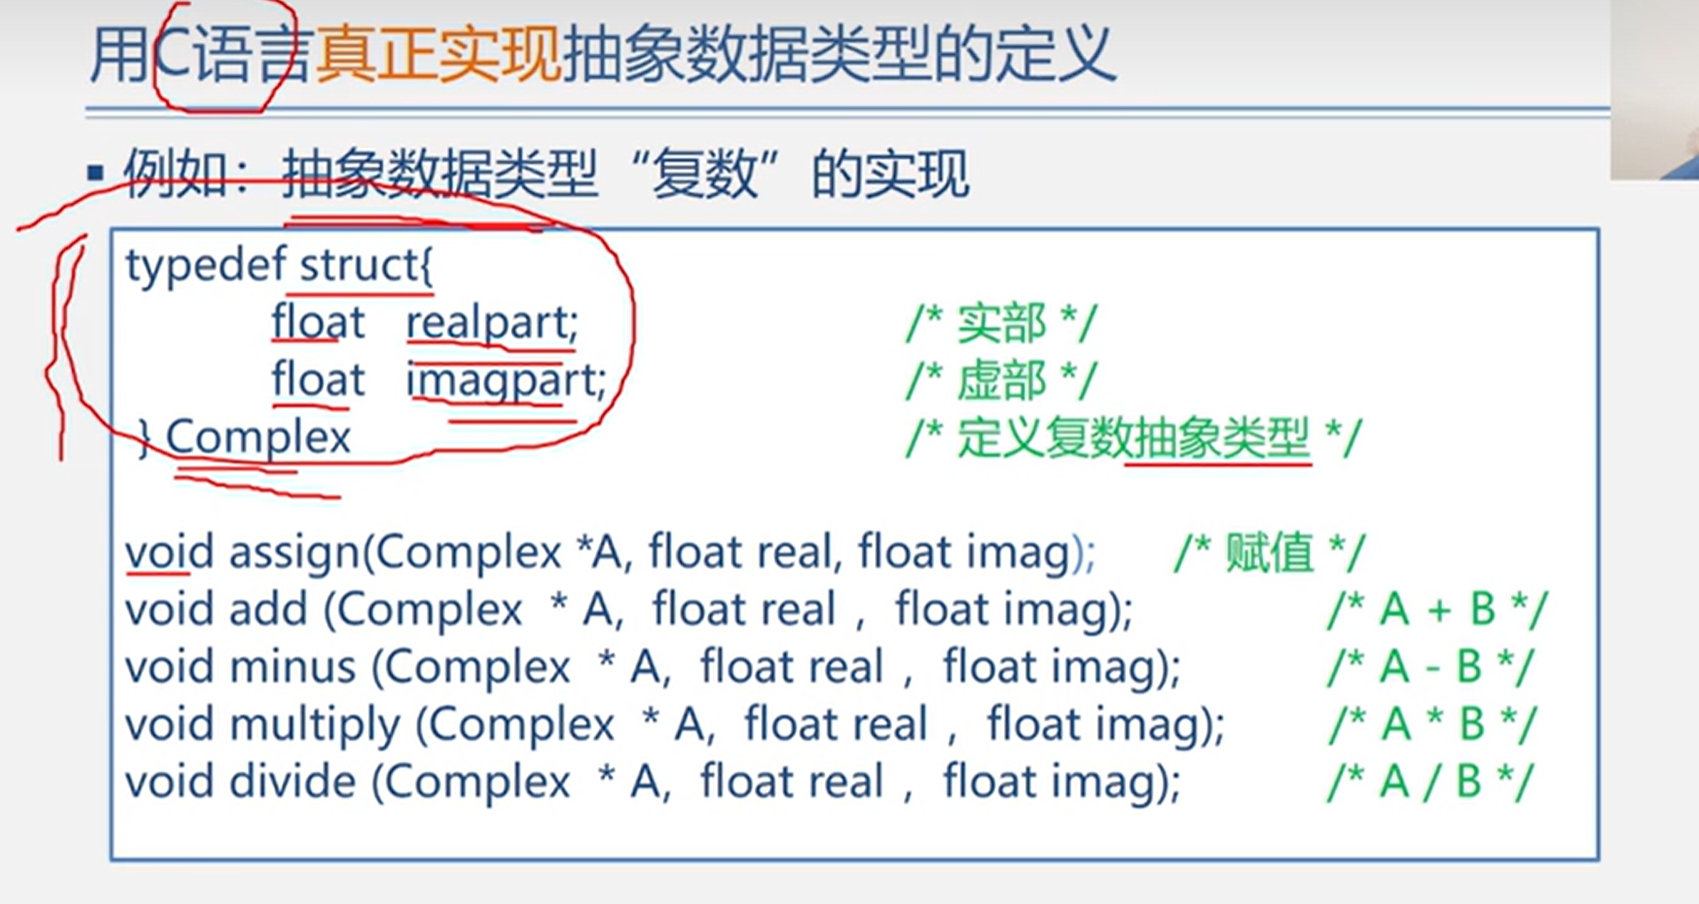 用C语言真正实现抽象数据类型的定义
▪ 例如：抽象数据类型“复数”的实现
typedef struct{
float realpart; /* 实部 */
float imagpart; /* 虚部 */
} Complex /* 定义复数抽象类型 */
void assign(Complex *A, float real, float imag); /* 赋值 */
void add (Complex * A, float real , float imag); /* A + B */
void minus (Complex * A, float real , float imag); /* A - B */
void multiply (Complex * A, float real , float imag); /* A * B */
void divide (Complex * A, float real , float imag); /* A / B */